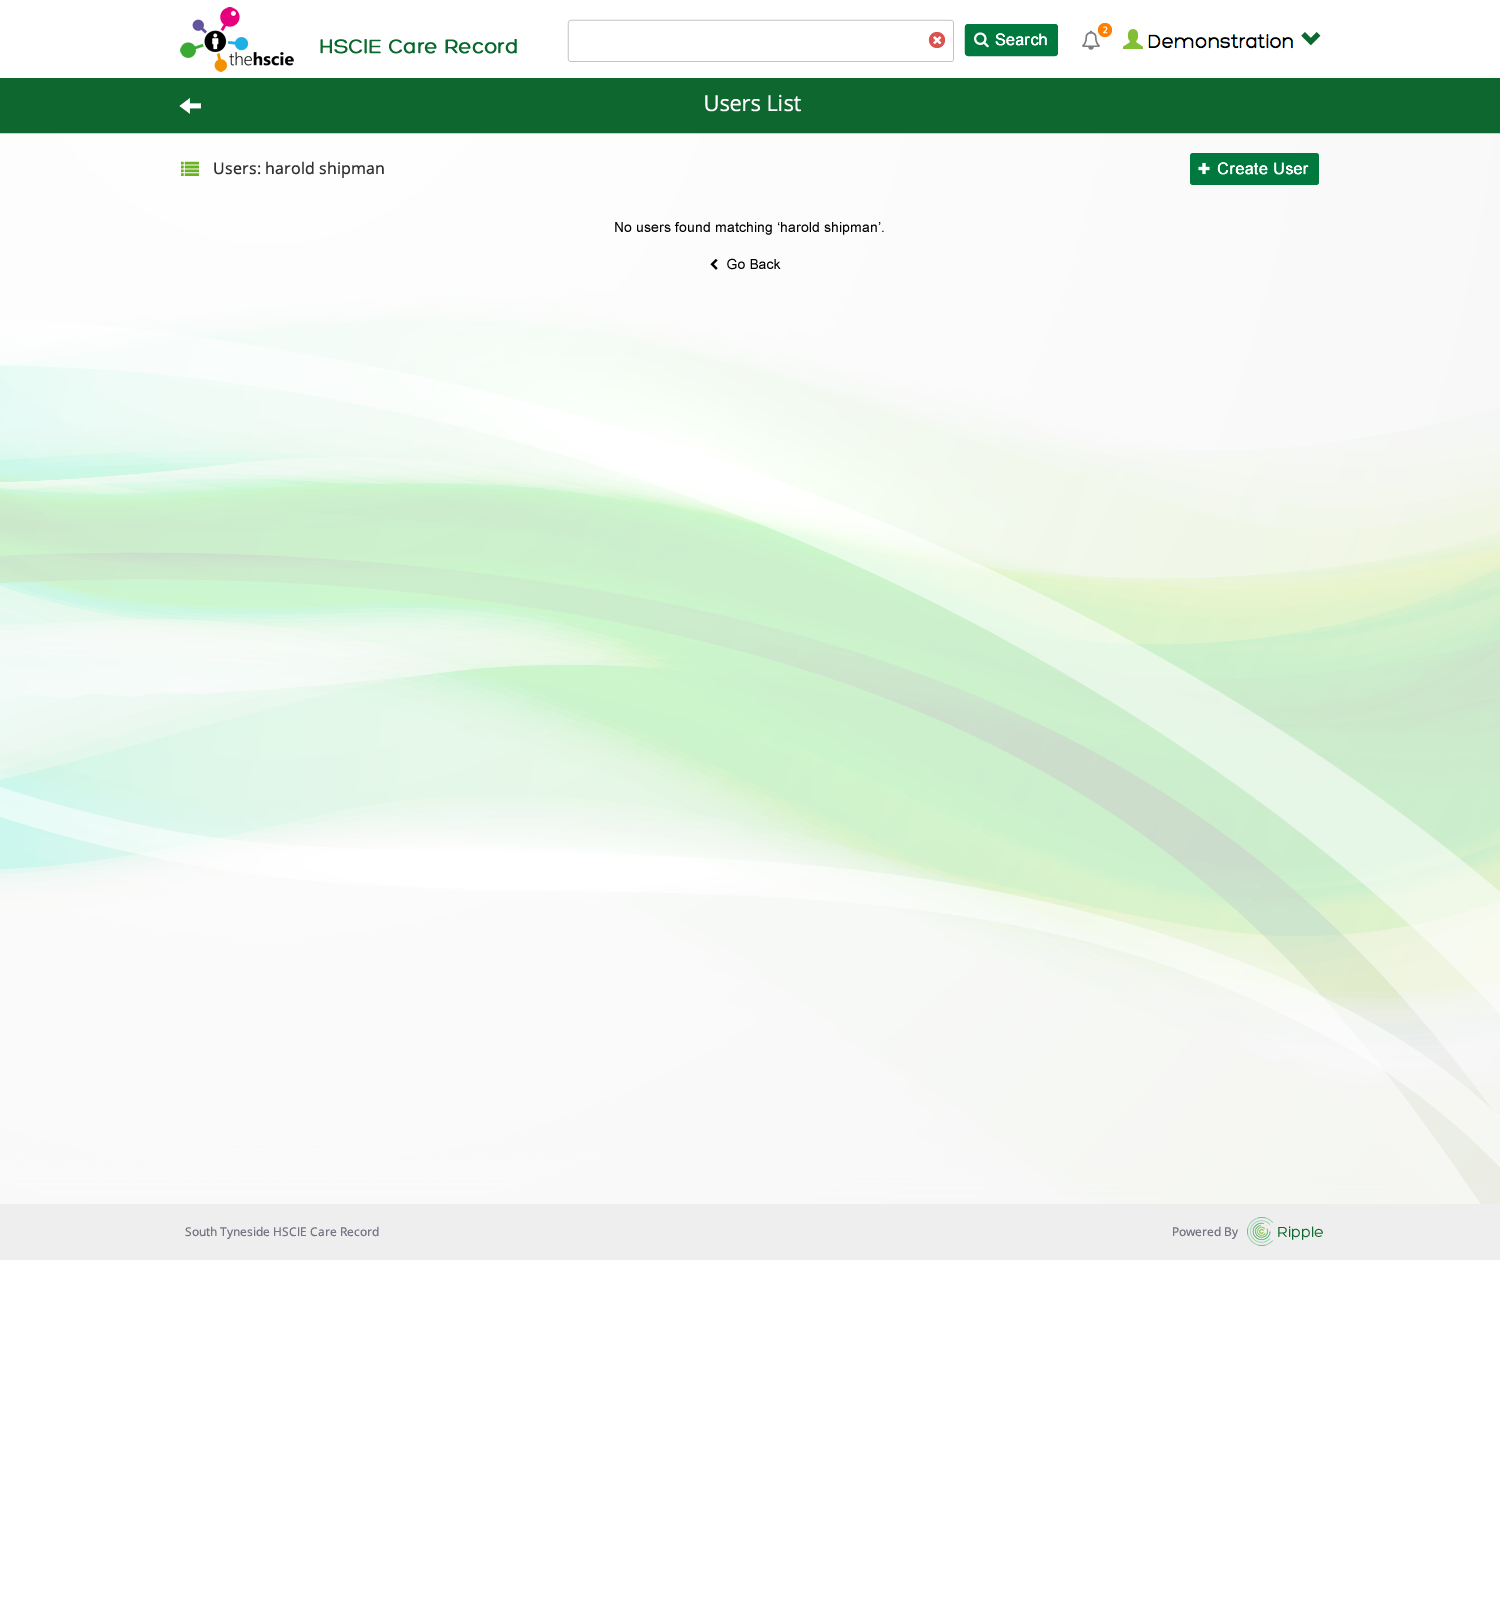 thehscie
HSCIE Care Record
Search
2
Demonstration
Users List
Users: harold shipman
Create User
No users found matching ‘harold shipman’.
Go Back
South Tyneside HSCIE Care Record
Powered By
Ripple